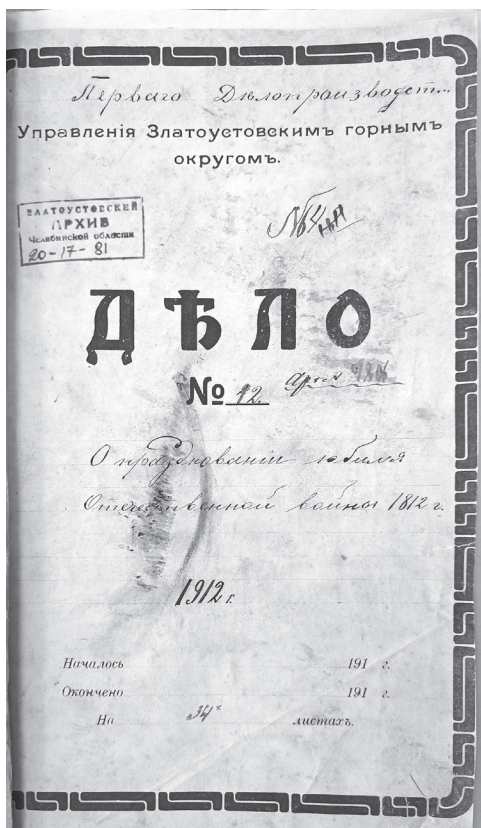 Перваго Дѣлопроизводст...
Управленія Златоустовскимъ горнымъ
округомъ.
ЗЛАТОУСТОВСКИЙ
АРХИВ
Челябинской области
20-17-81
ДѢЛО
№ 12.
О праздновании юбилея
Отечественной войны 1812 г.
1912 г.
Началось 191 г.
Окончено 191 г.
На 34 листахъ.